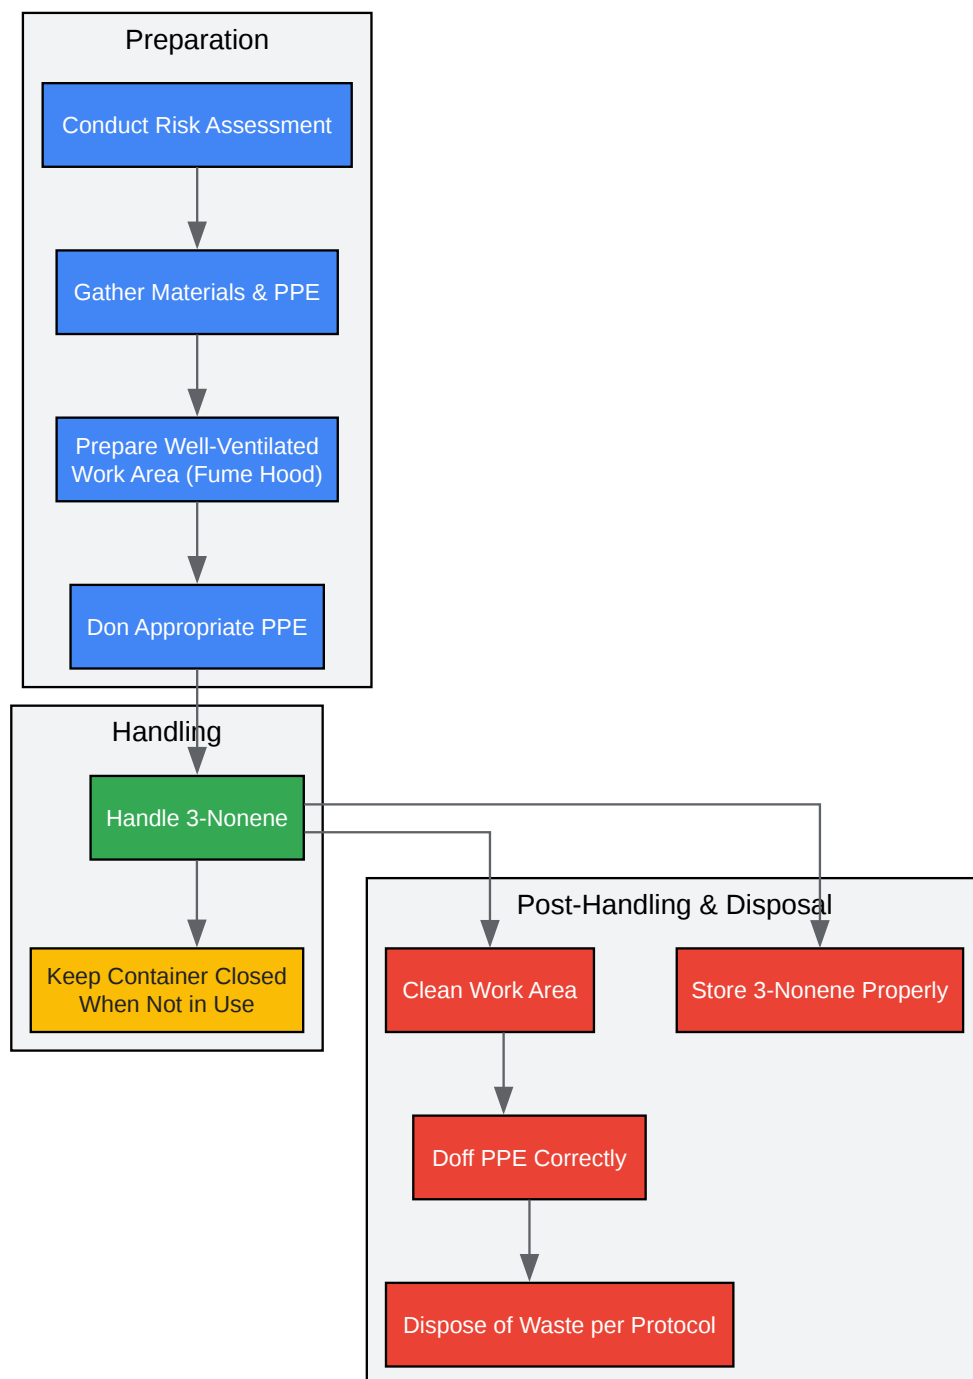 Preparation
Conduct Risk Assessment
Gather Materials & PPE
Prepare Well-Ventilated
Work Area (Fume Hood)
Don Appropriate PPE
Handling
Handle 3-Nonene
Keep Container Closed
When Not in Use
Post-Handling & Disposal
Clean Work Area
Store 3-Nonene Properly
Doff PPE Correctly
Dispose of Waste per Protocol